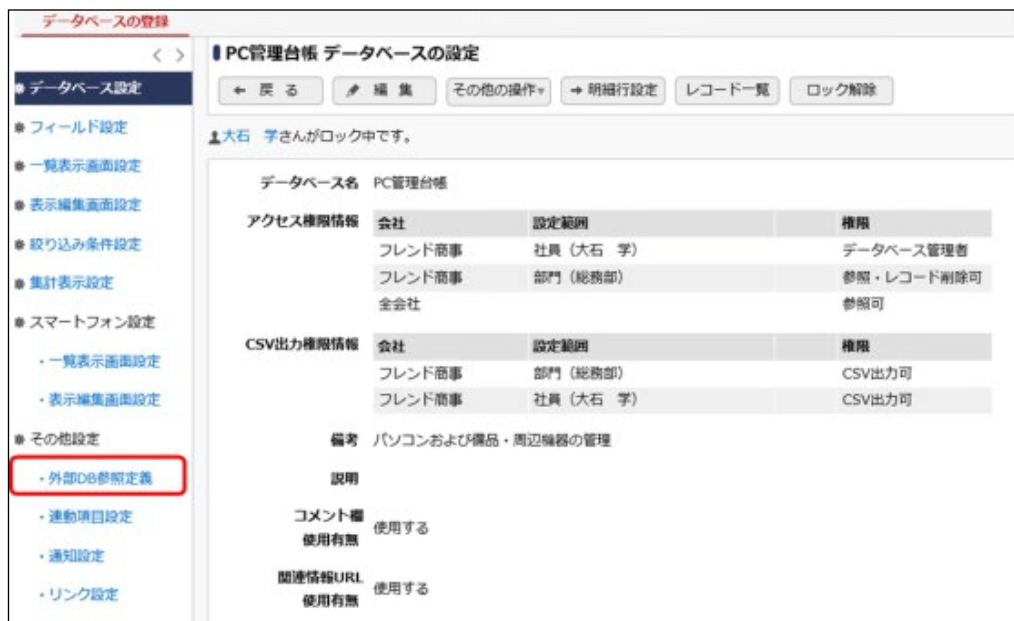 データベースの登録
< >
データベース設定
フィールド設定
一覧表示画面設定
表示編集画面設定
絞り込み条件設定
集計表示設定
スマートフォン設定
・一覧表示画面設定
・表示編集画面設定
その他設定
・外部DB参照定義
・連動項目設定
・通知設定
・リンク設定
PC管理台帳 データベースの設定
← 戻 る 編 集 その他の操作▼ → 明細行設定 レコード一覧 ロック解除
大石 学さんがロック中です。
データベース名 PC管理台帳
アクセス権限情報 会社 設定範囲 権限
フレンド商事 社員（大石 学） データベース管理者
フレンド商事 部門（総務部） 参照・レコード削除可
全会社 参照可
CSV出力権限情報 会社 設定範囲 権限
フレンド商事 部門（総務部） CSV出力可
フレンド商事 社員（大石 学） CSV出力可
備考 パソコンおよび備品・周辺機器の管理
説明
コメント欄
使用有無 使用する
関連情報URL
使用有無 使用する